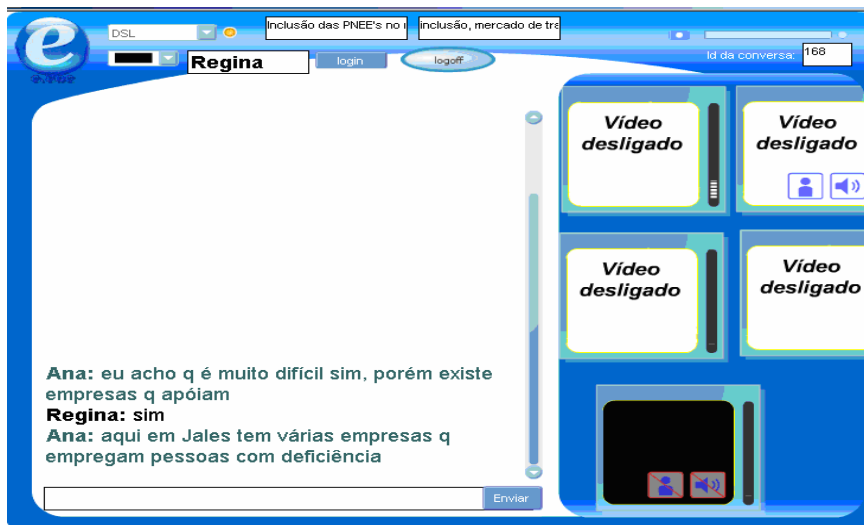 DSL
Inclusão das PNEE's no
inclusão, mercado de tra
Regina
login
logoff
Id da conversa:
168
Vídeo
desligado
Vídeo
desligado
Vídeo
desligado
Vídeo
desligado
Ana: eu acho q é muito difícil sim, porém existe
empresas q apóiam
Regina: sim
Ana: aqui em Jales tem várias empresas q
empregam pessoas com deficiência
Enviar